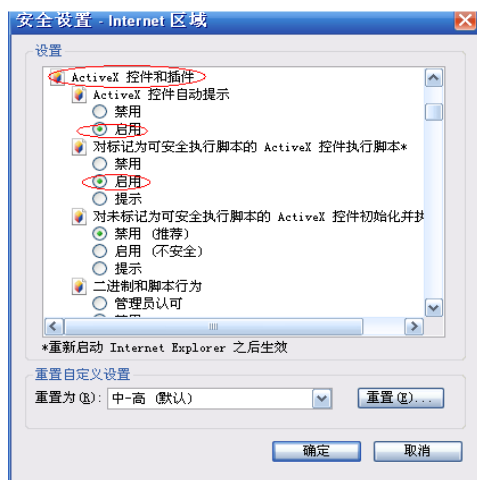 安全设置 - Internet 区域
设置
ActiveX 控件和插件
ActiveX 控件自动提示
禁用
启用
对标记为可安全执行脚本的 ActiveX 控件执行脚本*
禁用
启用
提示
对未标记为可安全执行脚本的 ActiveX 控件初始化并执
禁用 (推荐)
启用 (不安全)
提示
二进制和脚本行为
管理员认可
*重新启动 Internet Explorer 之后生效
重置自定义设置
重置为(R): 中-高 (默认) 重置(E)...
确定 取消